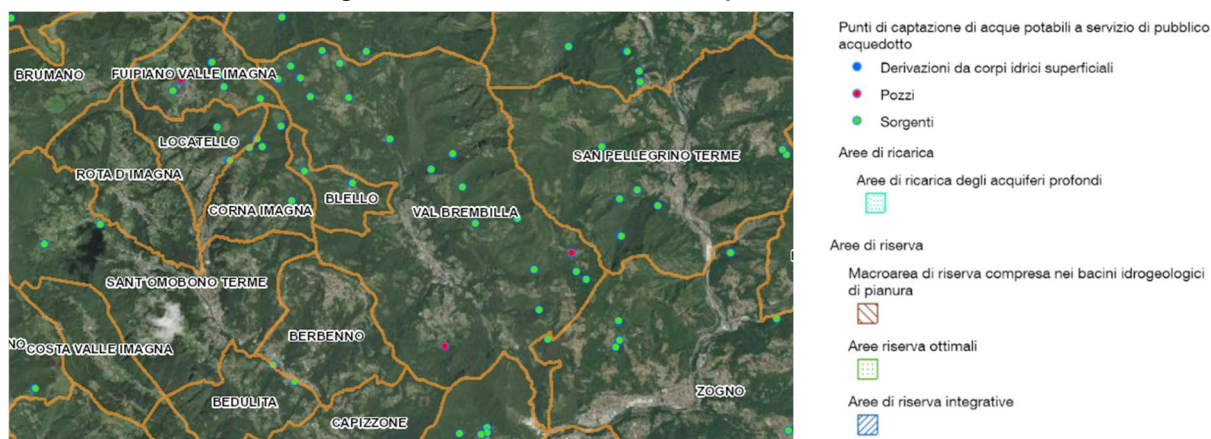 BRUMANO
FUIPIANO VALLE IMAGNA
LOCATELLO
ROTA D'IMAGNA
CORNA IMAGNA
BLELLO
VAL BREMBILLA
SAN PELLEGRINO TERME
SANT'OMOBONO TERME
BERBENNO
NO
COSTA VALLE IMAGNA
BEDULITA
CAPIZZONE
ZOGNO
Punti di captazione di acque potabili a servizio di pubblico
acquedotto
Derivazioni da corpi idrici superficiali
Pozzi
Sorgenti
Aree di ricarica
Aree di ricarica degli acquiferi profondi
Aree di riserva
Macroarea di riserva compresa nei bacini idrogeologici
di pianura
Aree riserva ottimali
Aree di riserva integrative